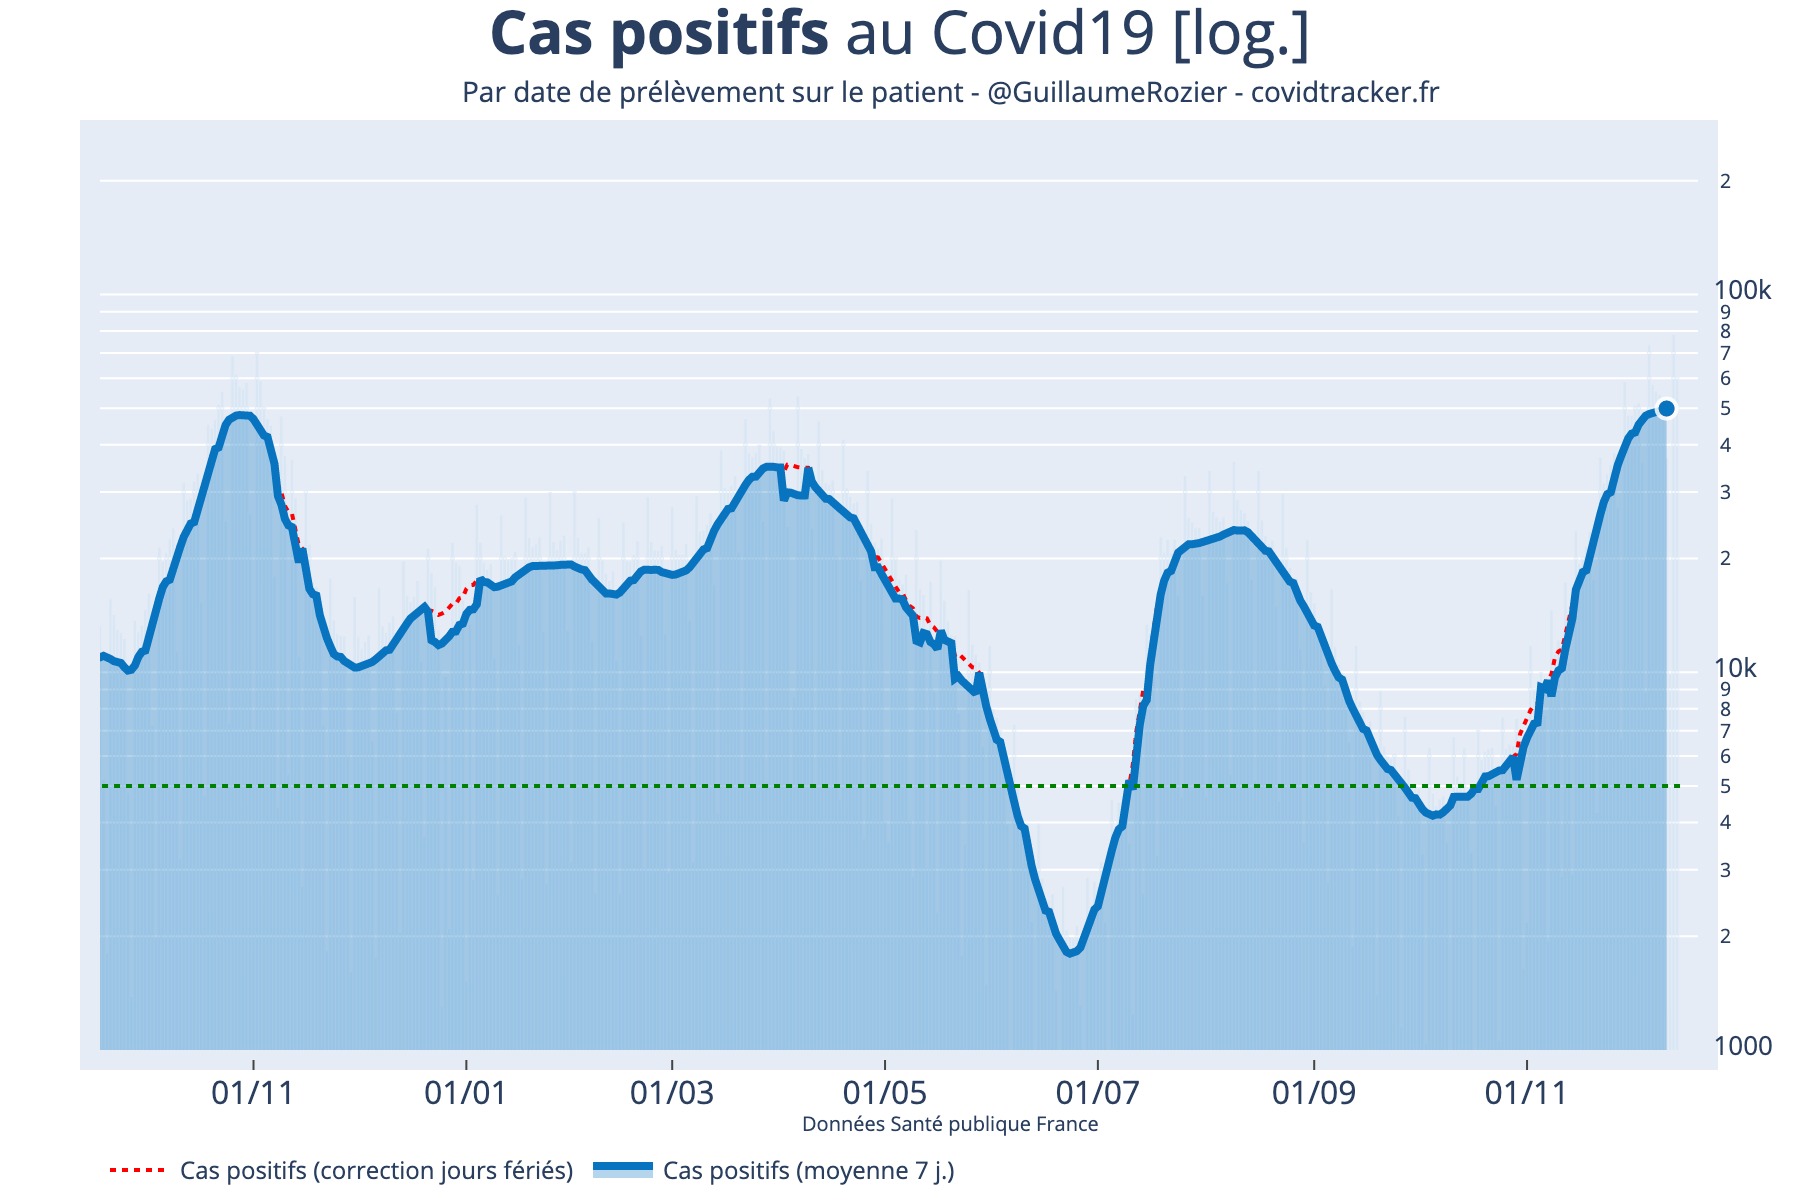 Cas positifs au Covid19 [log.]
Par date de prélèvement sur le patient - @GuillaumeRozier - covidtracker.fr
2
100k
9
8
7
6
5
4
3
2
10k
9
8
7
6
5
4
3
2
1000
01/11 01/01 01/03 01/05 01/07 01/09 01/11
Données Santé publique France
Cas positifs (correction jours fériés) Cas positifs (moyenne 7 j.)